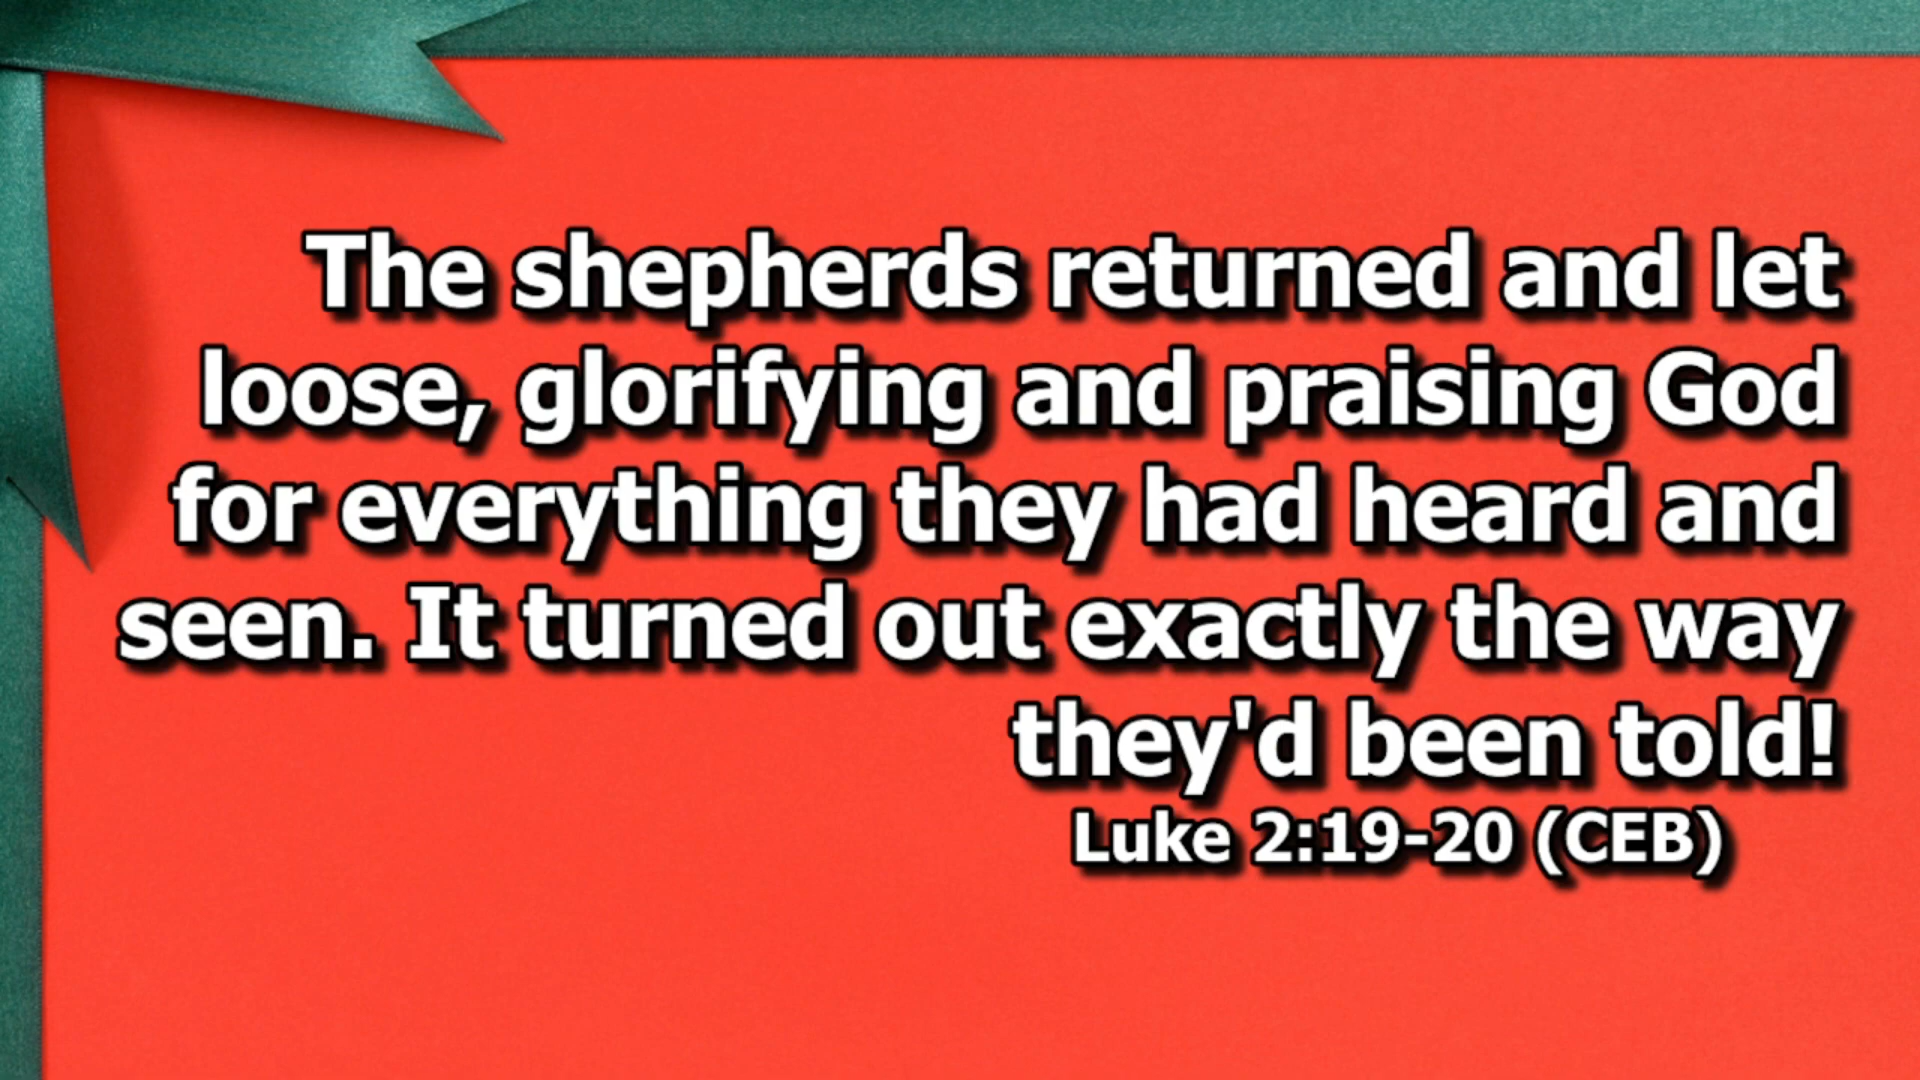 The shepherds returned and let
loose, glorifying and praising God
for everything they had heard and
seen. It turned out exactly the way
they'd been told!
Luke 2:19-20 (CEB)